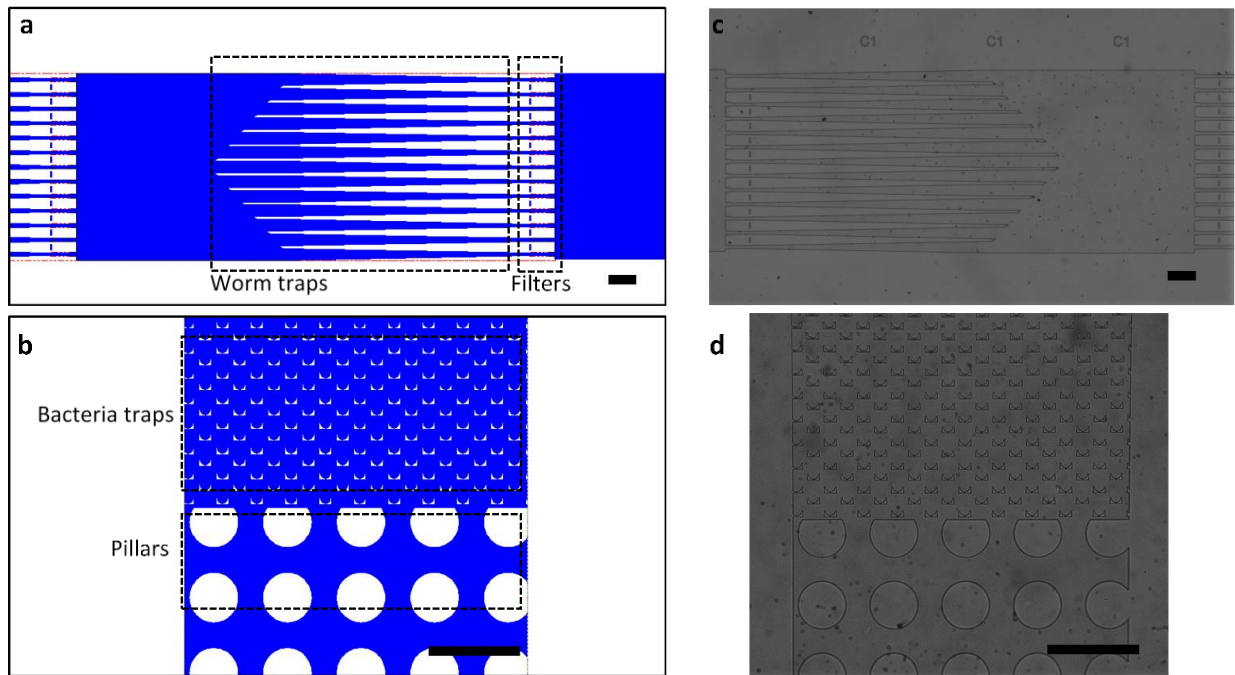 a
Worm traps
Filters
b
Bacteria traps
Pillars
c
C1 C1 C1
d